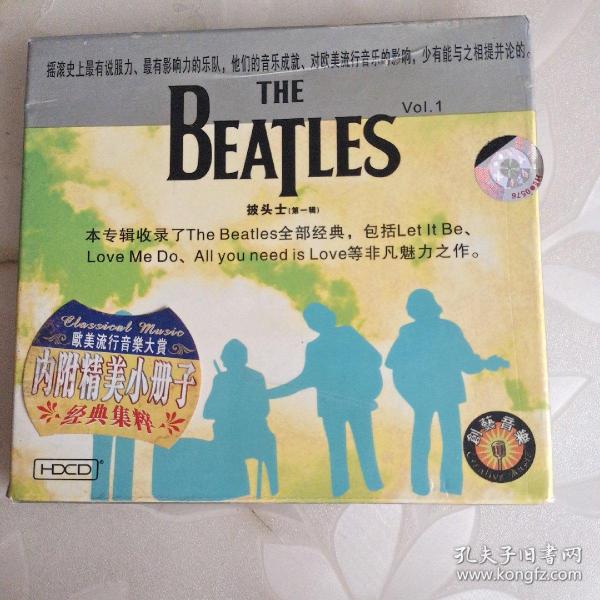 摇滚史上最有说服力、最有影响力的乐队，他们的音乐成就、对欧美流行音乐的影响，少有能与之相提并论的。
THE
BEATLES
Vol.1
披头士(第一辑)
本专辑收录了The Beatles全部经典，包括Let It Be、
Love Me Do、All you need is Love等非凡魅力之作。
Classical Music
歐美流行音樂大賞
内附精美小册子
经典集粹
HDCD®
創藝音樂
Creative Music
孔夫子旧书网
www.kongfz.com